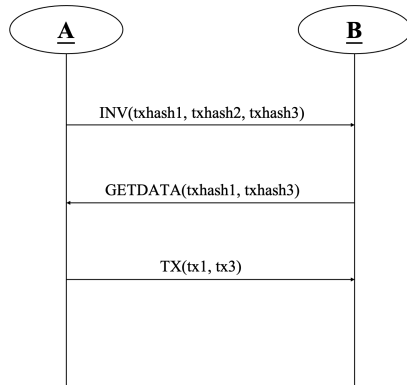 A
B
INV(txhash1, txhash2, txhash3)
GETDATA(txhash1, txhash3)
TX(tx1, tx3)